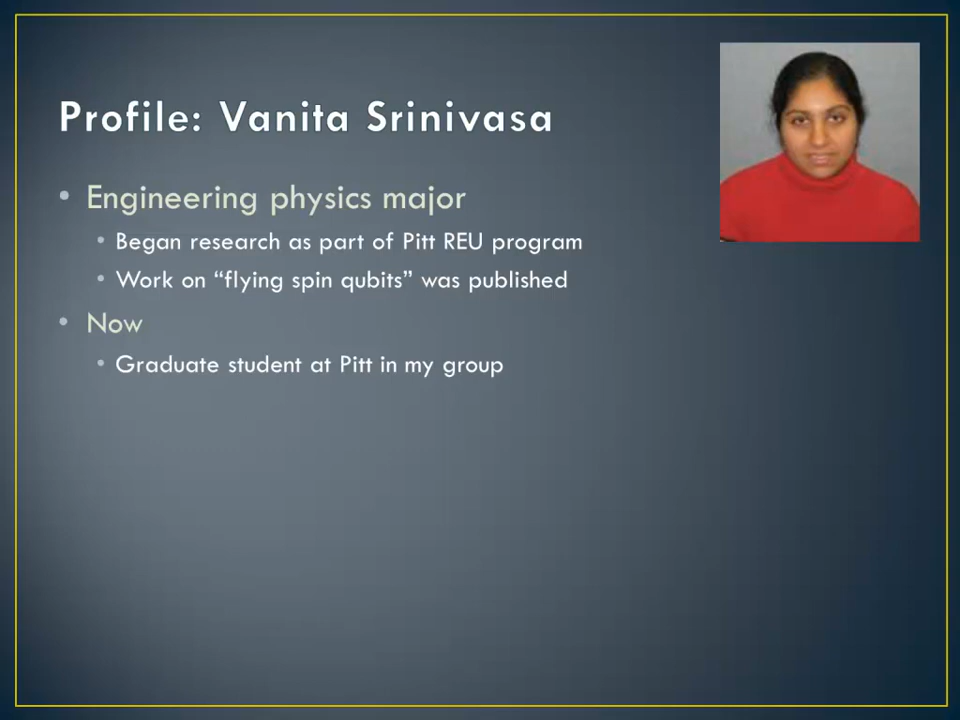 Profile: Vanita Srinivasa
• Engineering physics major
• Began research as part of Pitt REU program
• Work on “flying spin qubits” was published
• Now
• Graduate student at Pitt in my group